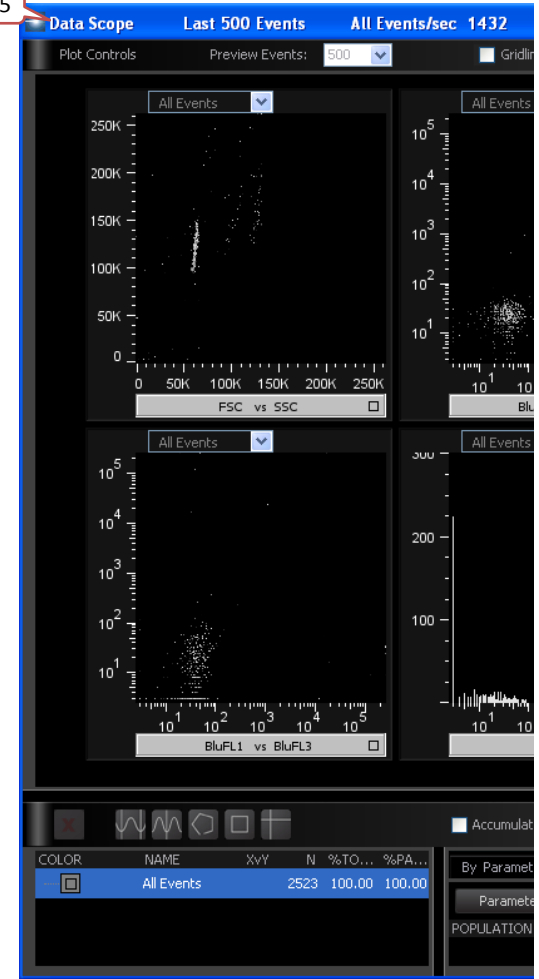 5
Data Scope Last 500 Events All Events/sec 1432
Plot Controls Preview Events: 500
All Events
250K
200K
150K
100K
50K
0
0 50K 100K 150K 200K 250K
FSC vs SSC
All Events
10^5
10^4
10^3
10^2
10^1
10^1 10
Blu
All Events
10^5
10^4
10^3
10^2
10^1
10^1 10^2 10^3 10^4 10^5
BluFL1 vs BluFL3
All Events
300
200
100
10^1 10
Accumulat
COLOR NAME XvY N %TO... %PA...
All Events 2523 100.00 100.00
By Paramet
Paramete
POPULATION